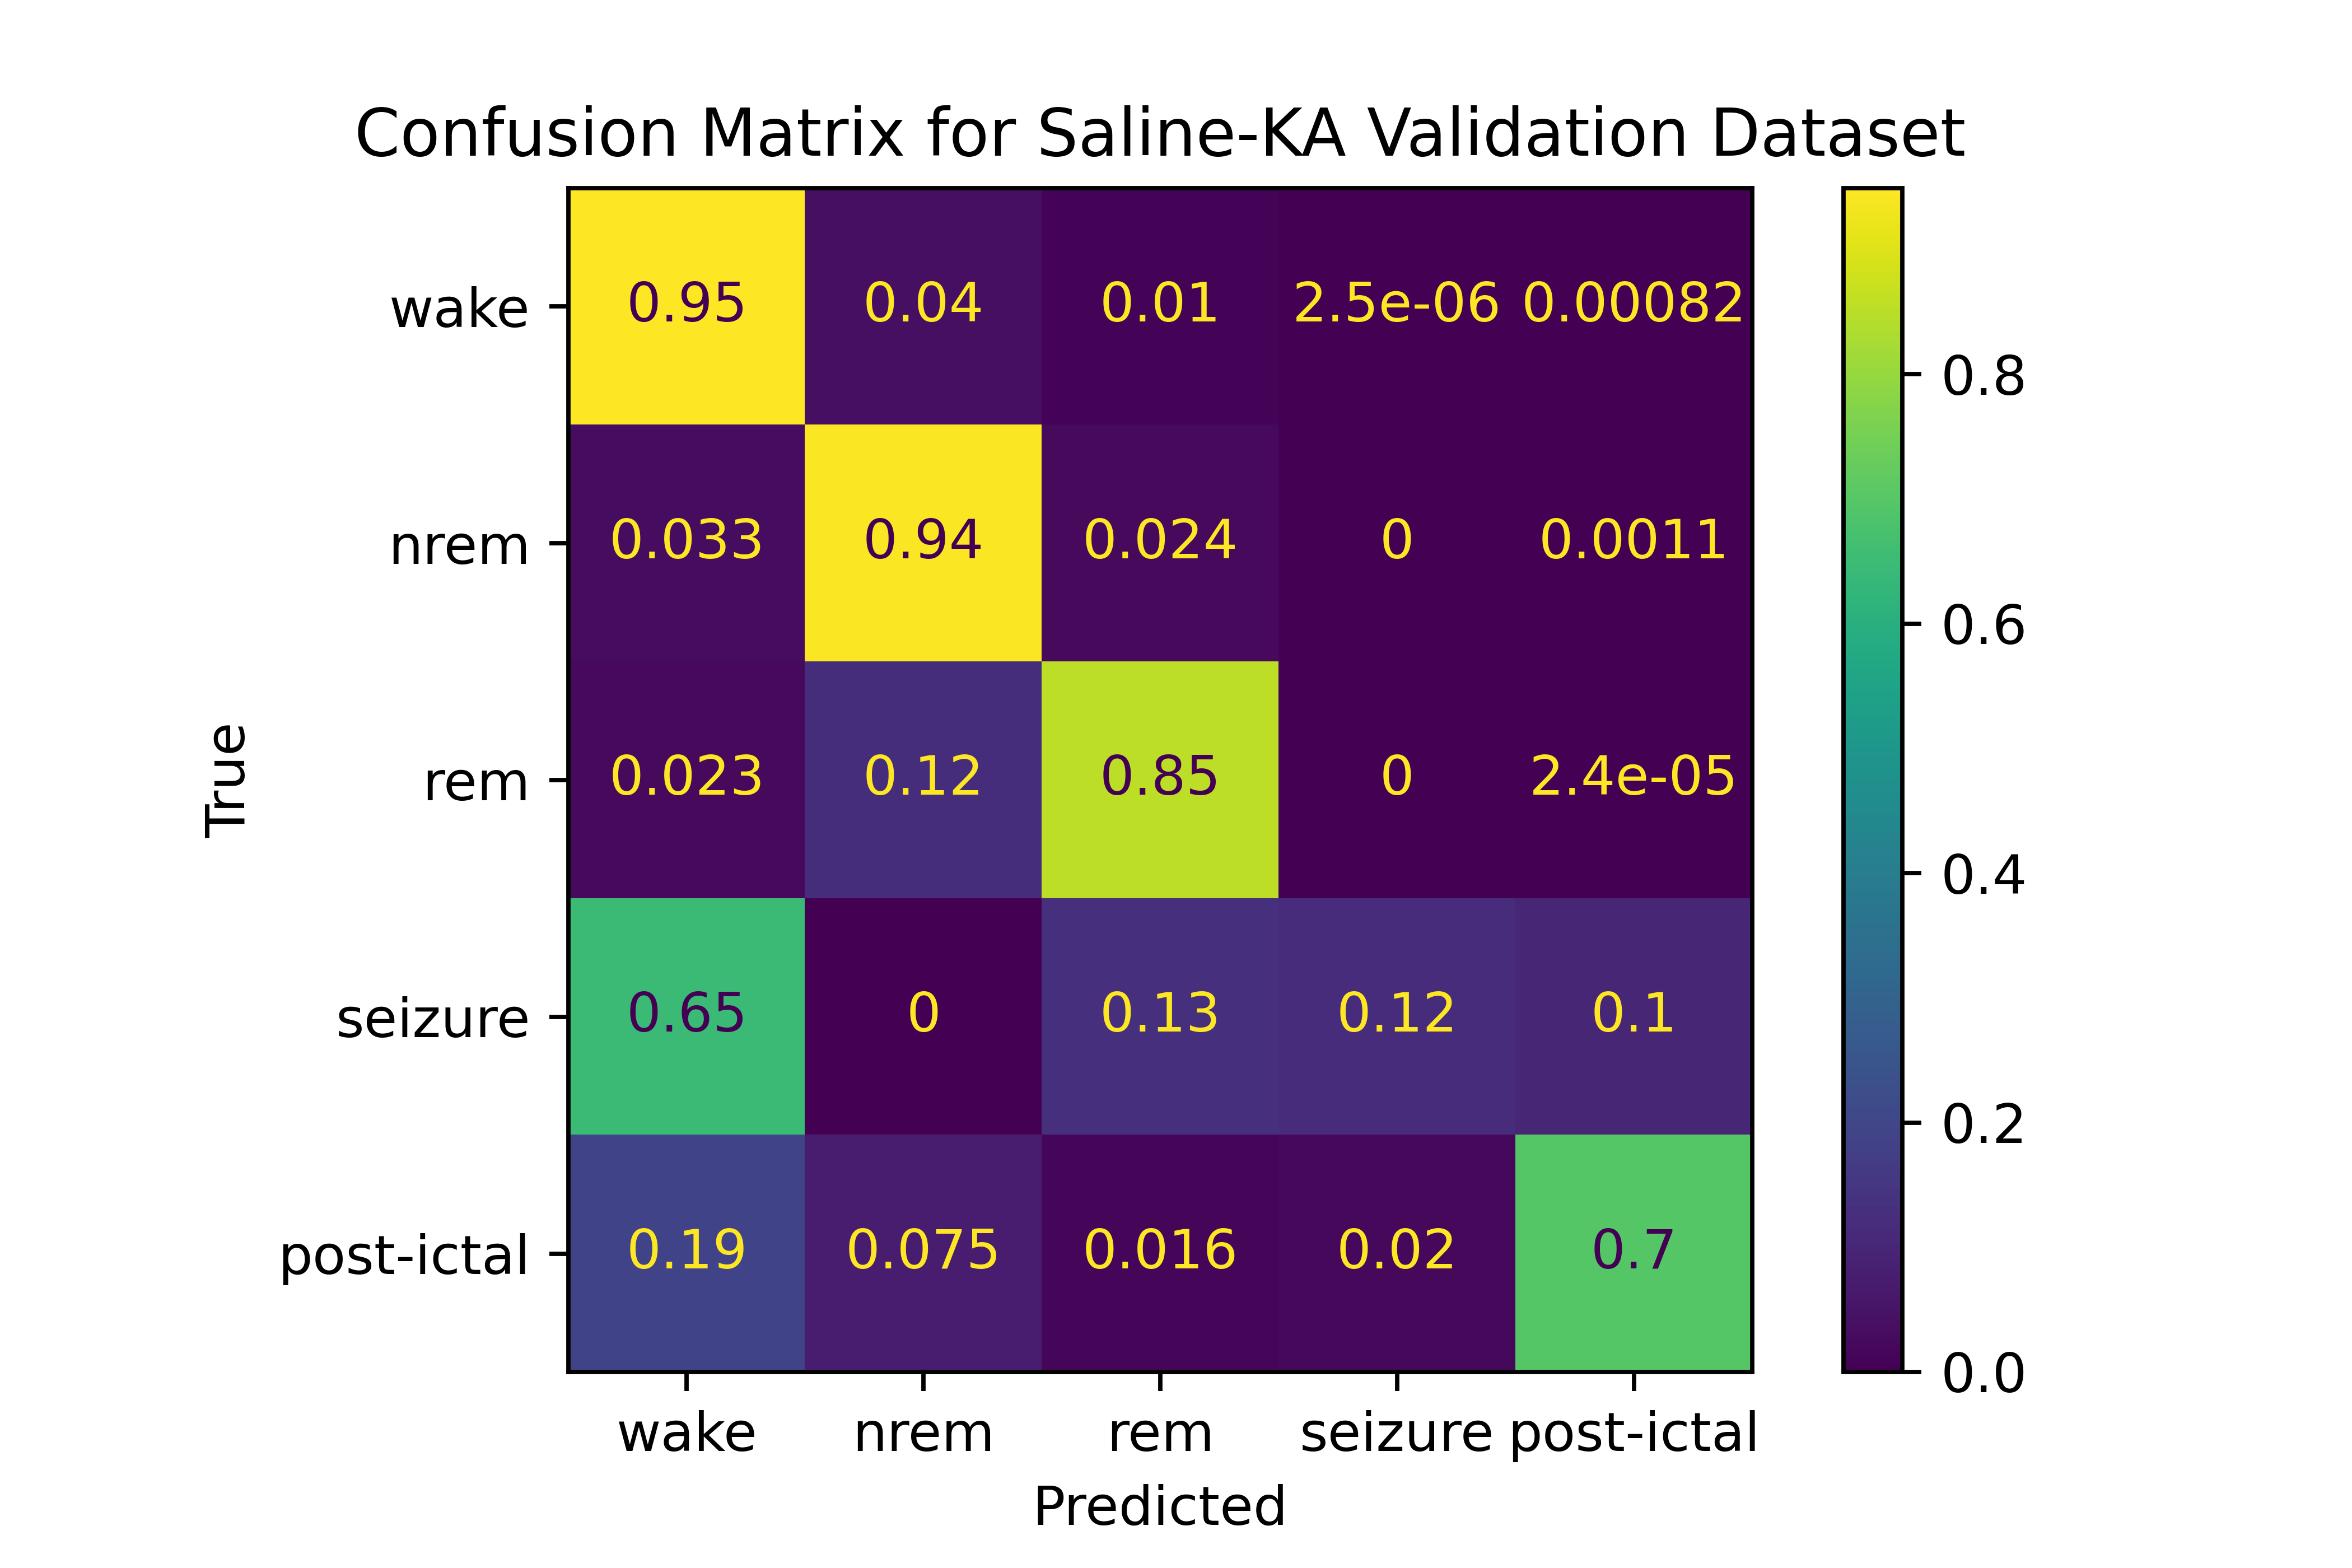 Confusion Matrix for Saline-KA Validation Dataset
wake 0.95 0.04 0.01 2.5e-06 0.00082
nrem 0.033 0.94 0.024 0 0.0011
rem 0.023 0.12 0.85 0 2.4e-05
seizure 0.65 0 0.13 0.12 0.1
post-ictal 0.19 0.075 0.016 0.02 0.7
wake nrem rem seizure post-ictal
Predicted
True
0.8
0.6
0.4
0.2
0.0